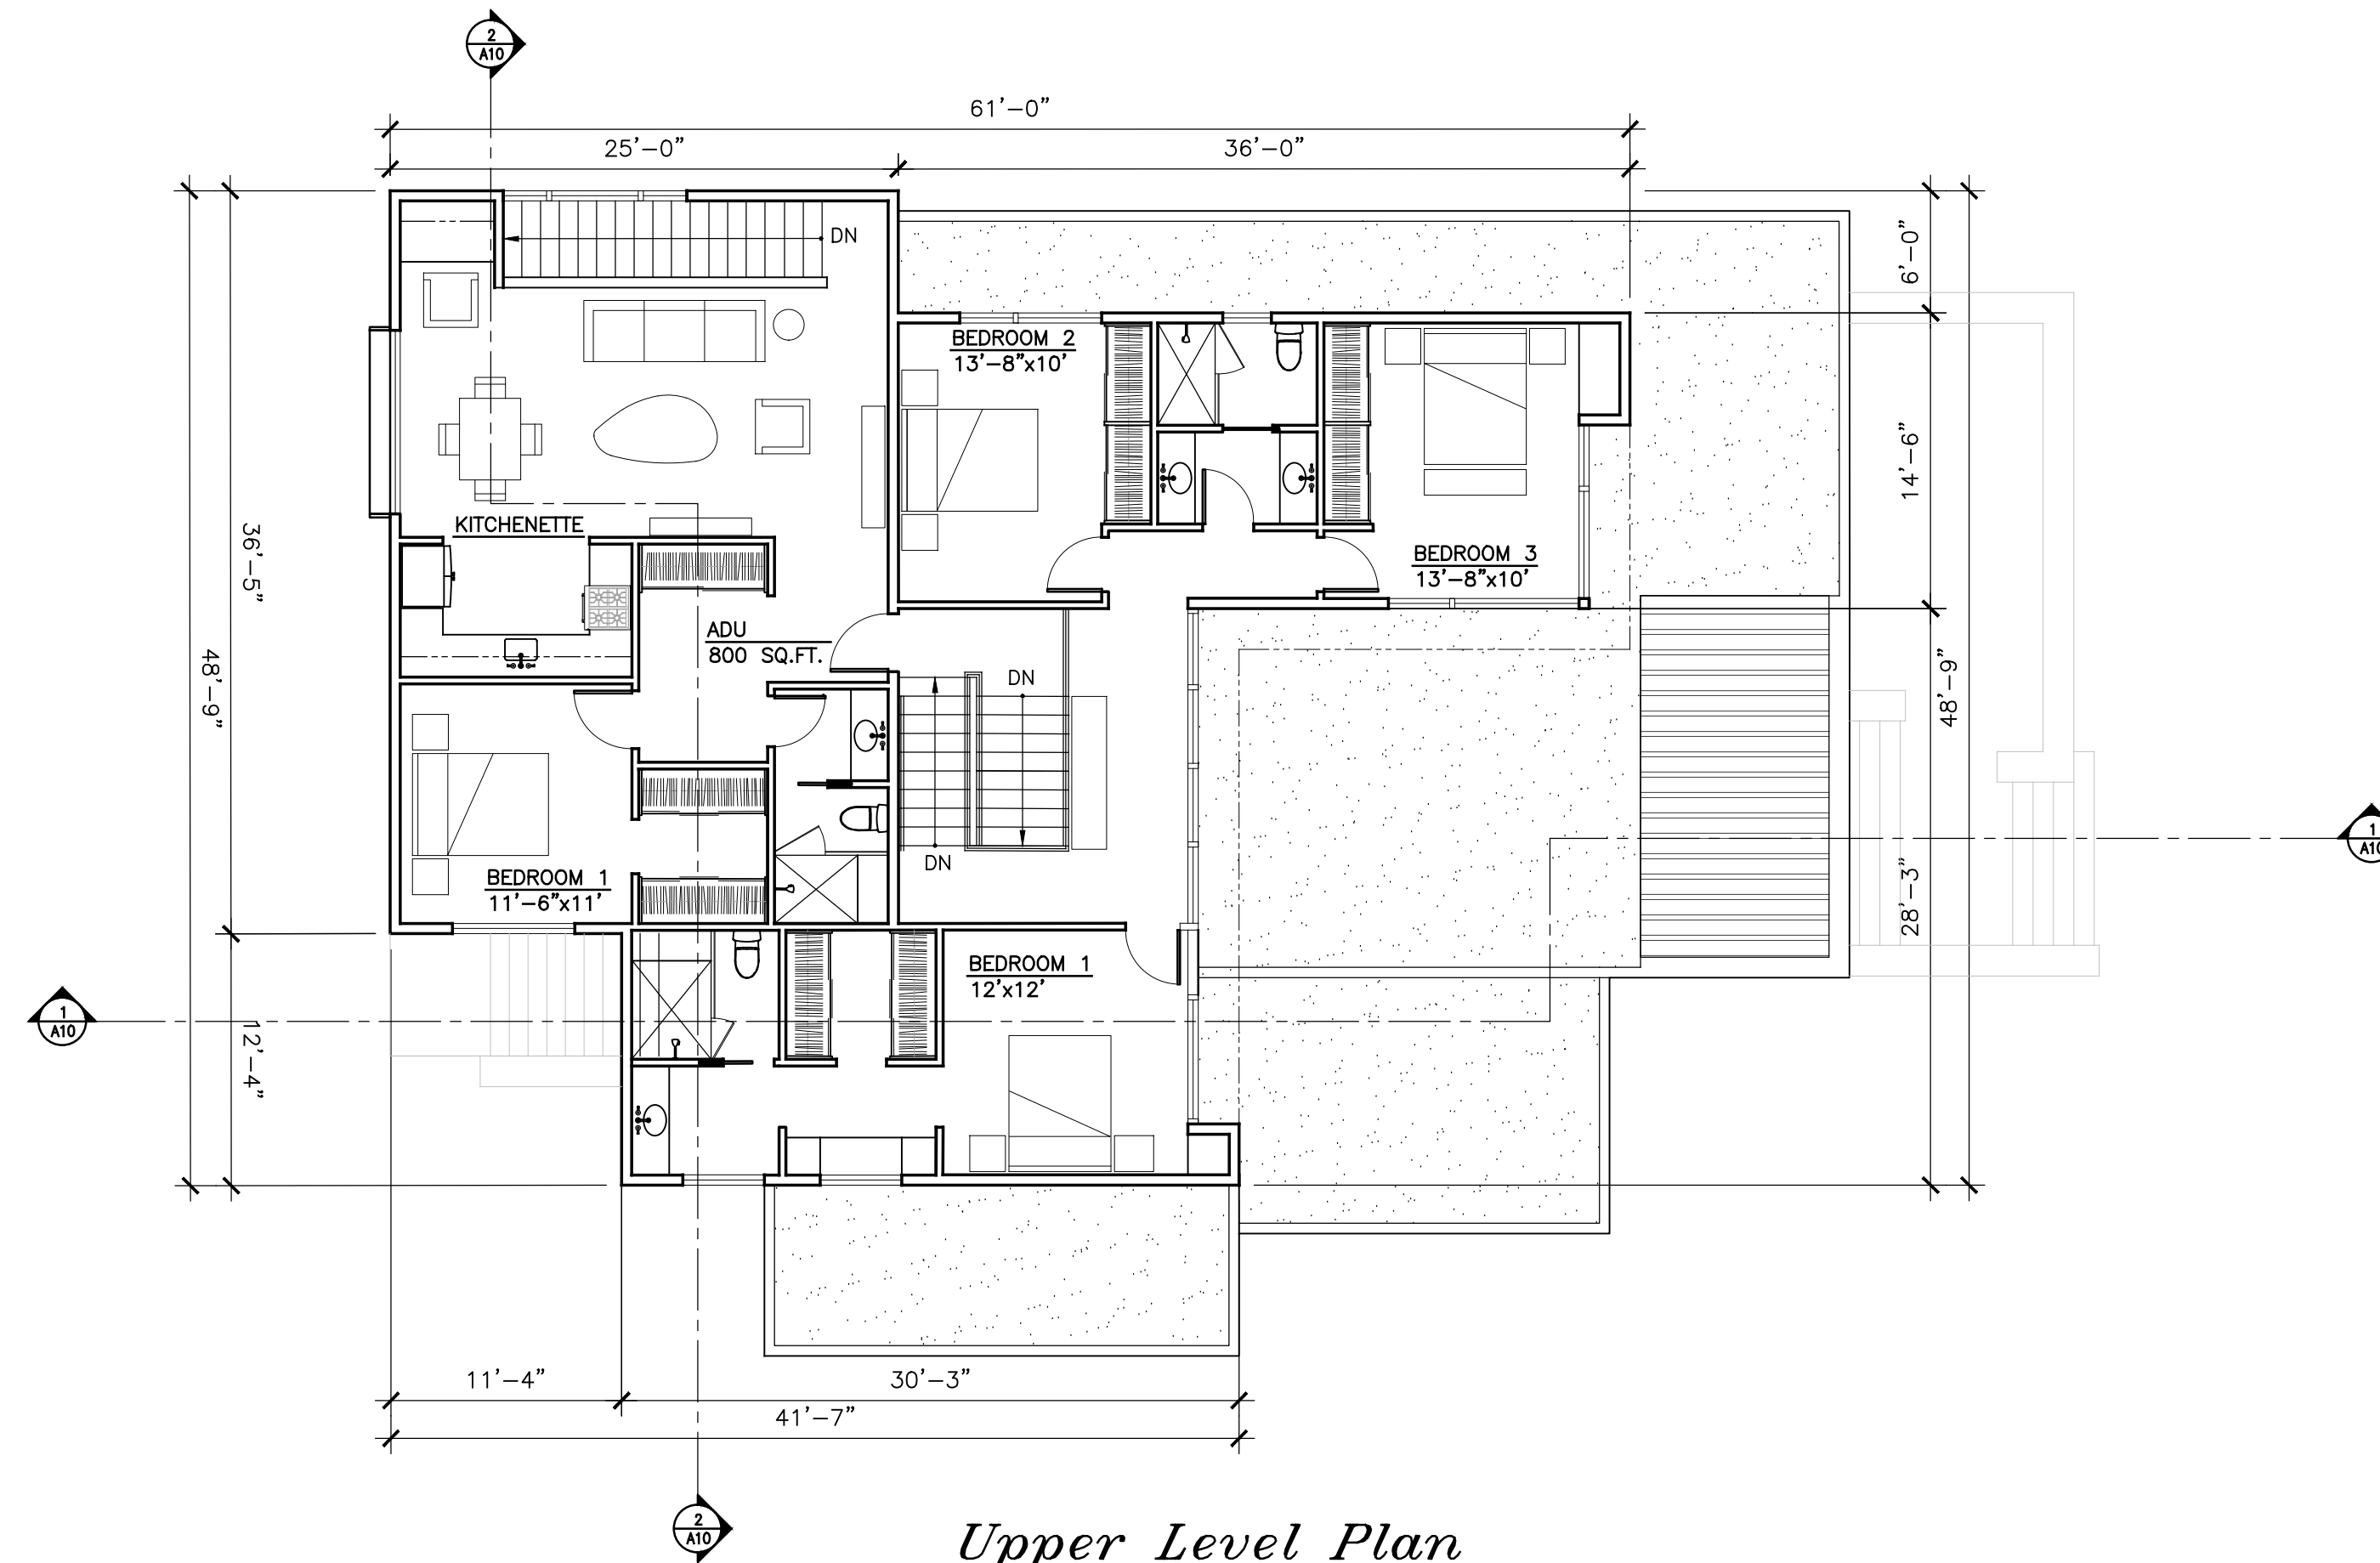 2
A10
61'-0"
25'-0"
36'-0"
DN
6'-0"
BEDROOM 2
13'-8"x10'
14'-6"
KITCHENETTE
36'-5"
BEDROOM 3
13'-8"x10'
ADU
800 SQ.FT.
48'-9"
DN
48'-9"
1
A10
DN
BEDROOM 1
11'-6"x11'
28'-3"
BEDROOM 1
12'x12'
1
A10
12'-4"
11'-4"
30'-3"
41'-7"
2
A10
Upper Level Plan